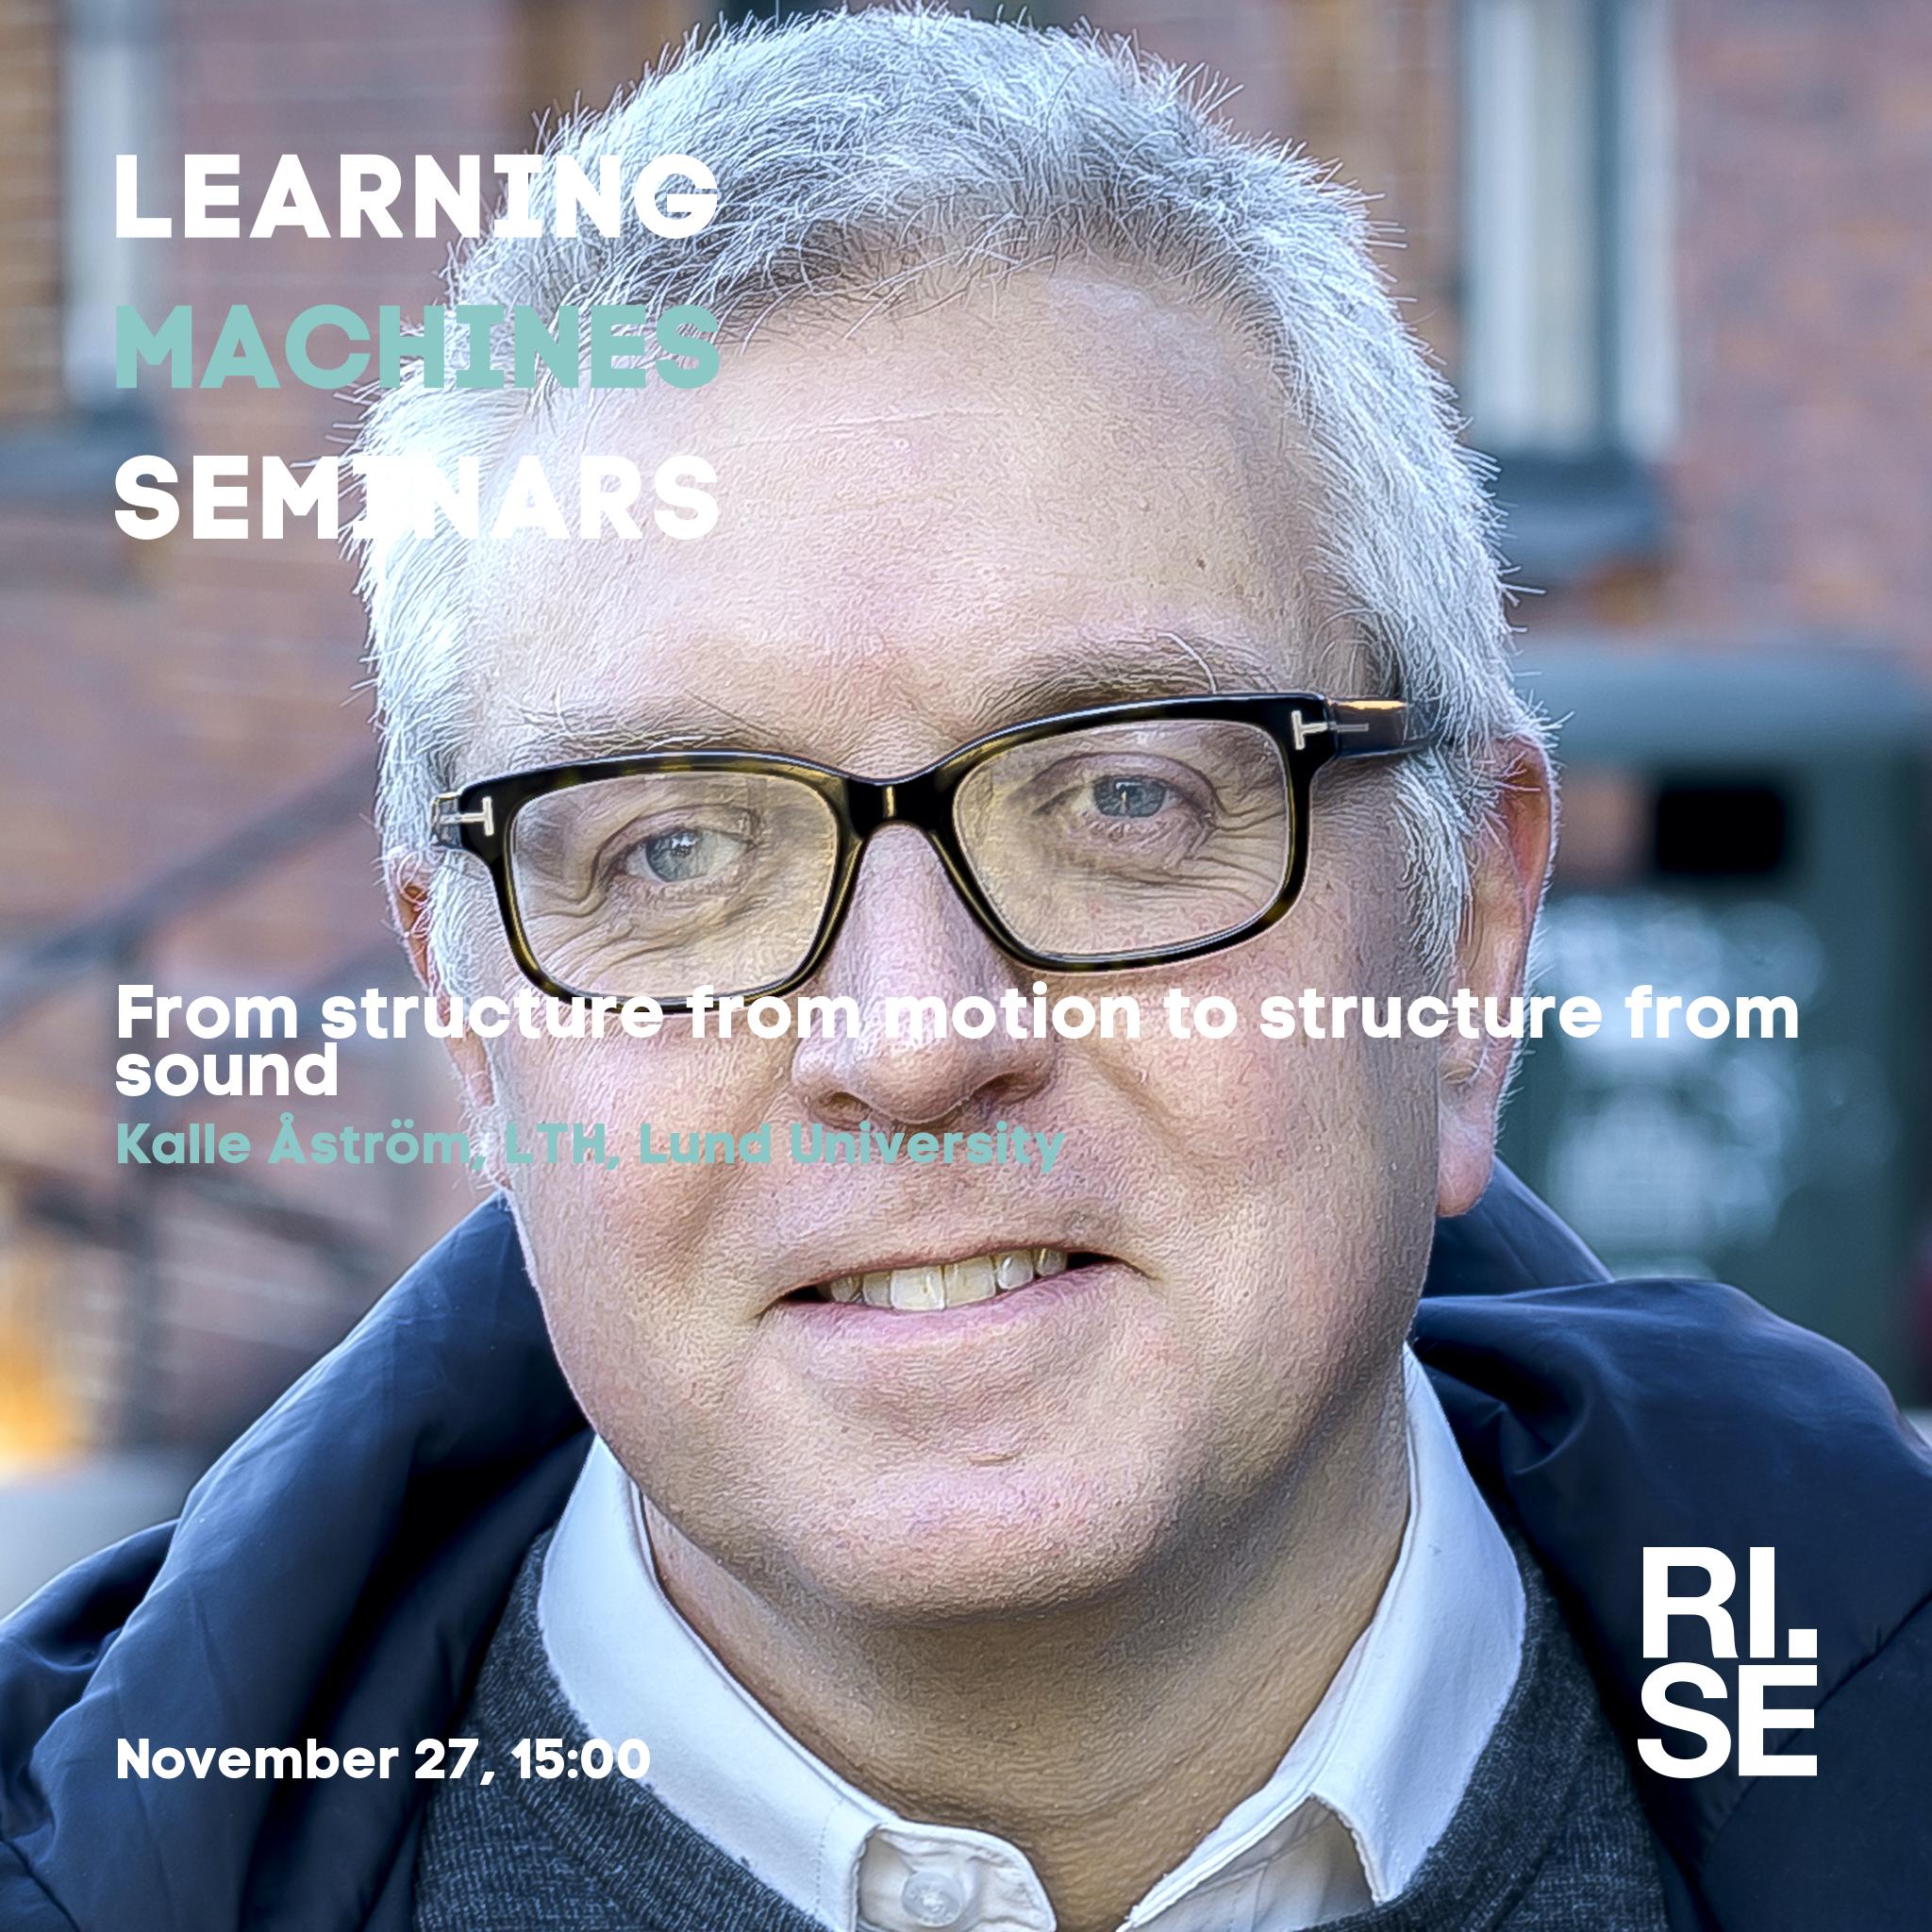 LEARNING
MACHINES
SEMINARS
From structure from motion to structure from
sound
Kalle Åström, LTH, Lund University
November 27, 15:00
RI.
SE